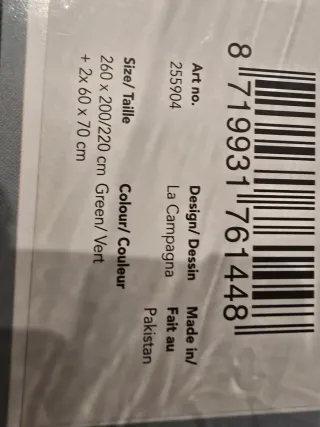 8 719931 761448
Art no.
255904
Design/ Dessin
La Campagna
Made in/
Fait au
Pakistan
Size/ Taille
260 x 200/220 cm
+ 2x 60 x 70 cm
Colour/ Couleur
Green/ Vert